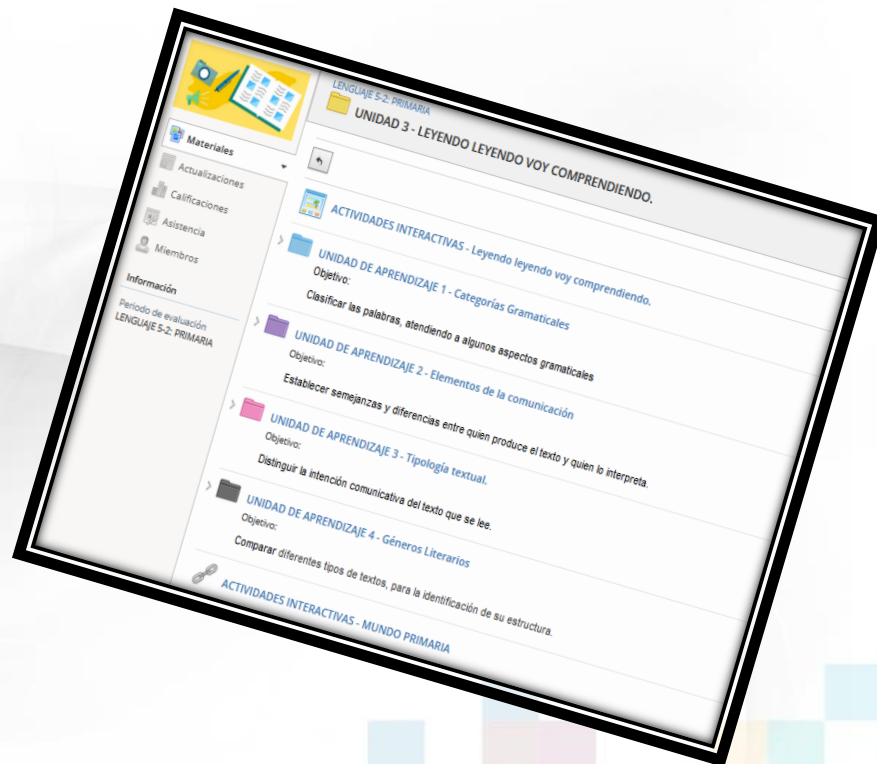 Materiales
Actualizaciones
Calificaciones
Asistencia
Miembros
Información
Periodo de evaluación
LENGUAJE 5-2: PRIMARIA
LENGUAJE 5-2: PRIMARIA
UNIDAD 3 - LEYENDO LEYENDO VOY COMPRENDIENDO.
ACTIVIDADES INTERACTIVAS - Leyendo leyendo voy comprendiendo.
UNIDAD DE APRENDIZAJE 1 - Categorías Gramaticales
Objetivo:
Clasificar las palabras, atendiendo a algunos aspectos gramaticales
UNIDAD DE APRENDIZAJE 2 - Elementos de la comunicación
Objetivo:
Establecer semejanzas y diferencias entre quien produce el texto y quien lo interpreta.
UNIDAD DE APRENDIZAJE 3 - Tipología textual.
Objetivo:
Distinguir la intención comunicativa del texto que se lee.
UNIDAD DE APRENDIZAJE 4 - Géneros Literarios
Objetivo:
Comparar diferentes tipos de textos, para la identificación de su estructura.
ACTIVIDADES INTERACTIVAS - MUNDO PRIMARIA